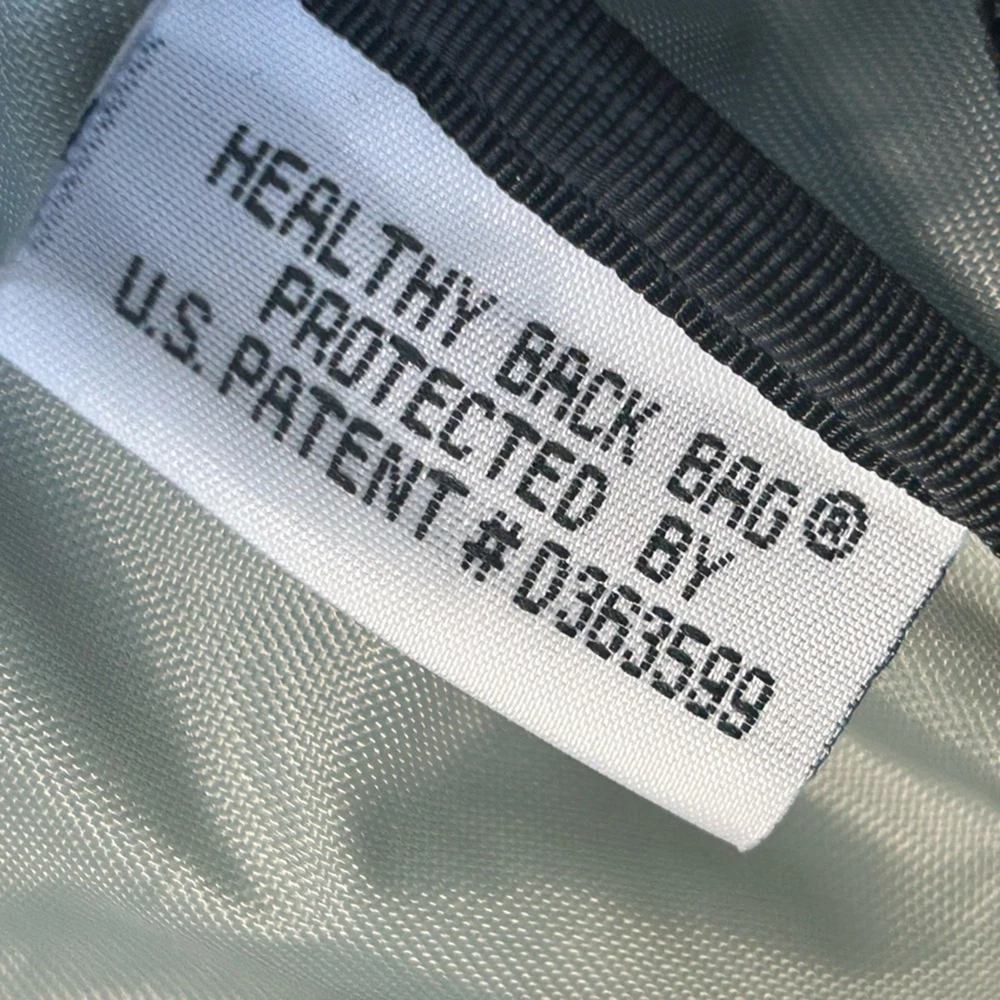 HEALTHY BACK BAG®
PROTECTED BY
U.S. PATENT #D363599